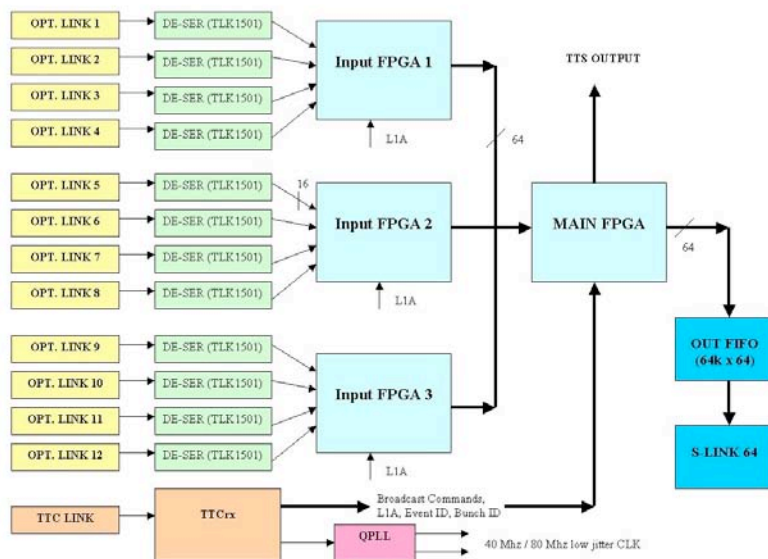 OPT. LINK 1
DE-SER (TLK1501)
OPT. LINK 2
DE-SER (TLK1501)
OPT. LINK 3
DE-SER (TLK1501)
OPT. LINK 4
DE-SER (TLK1501)
Input FPGA 1
L1A
64
TTS OUTPUT
OPT. LINK 5
DE-SER (TLK1501)
16
OPT. LINK 6
DE-SER (TLK1501)
OPT. LINK 7
DE-SER (TLK1501)
OPT. LINK 8
DE-SER (TLK1501)
Input FPGA 2
L1A
MAIN FPGA
64
OPT. LINK 9
DE-SER (TLK1501)
OPT. LINK 10
DE-SER (TLK1501)
OPT. LINK 11
DE-SER (TLK1501)
OPT. LINK 12
DE-SER (TLK1501)
Input FPGA 3
L1A
OUT FIFO
(64k x 64)
S-LINK 64
TTC LINK
TTCrx
Broadcast Commands,
L1A, Event ID, Bunch ID
QPLL
40 Mhz / 80 Mhz low jitter CLK